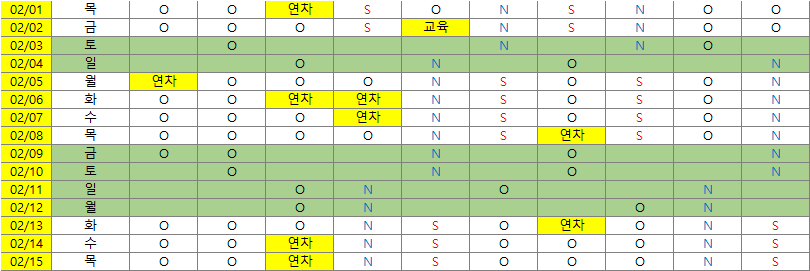 02/01 목 O O 연차 S O N S N O O
02/02 금 O O O S 교육 N S N O O
02/03 토 O N N O
02/04 일 O N O N
02/05 월 연차 O O O N S O S O N
02/06 화 O O 연차 연차 N S O S O N
02/07 수 O O O 연차 N S O S O N
02/08 목 O O O O N S 연차 S O N
02/09 금 O O N O N
02/10 토 O N O N
02/11 일 O N O N
02/12 월 O N O N
02/13 화 O O O N S O 연차 O N S
02/14 수 O O 연차 N S O O O N S
02/15 목 O O 연차 N S O O O N S